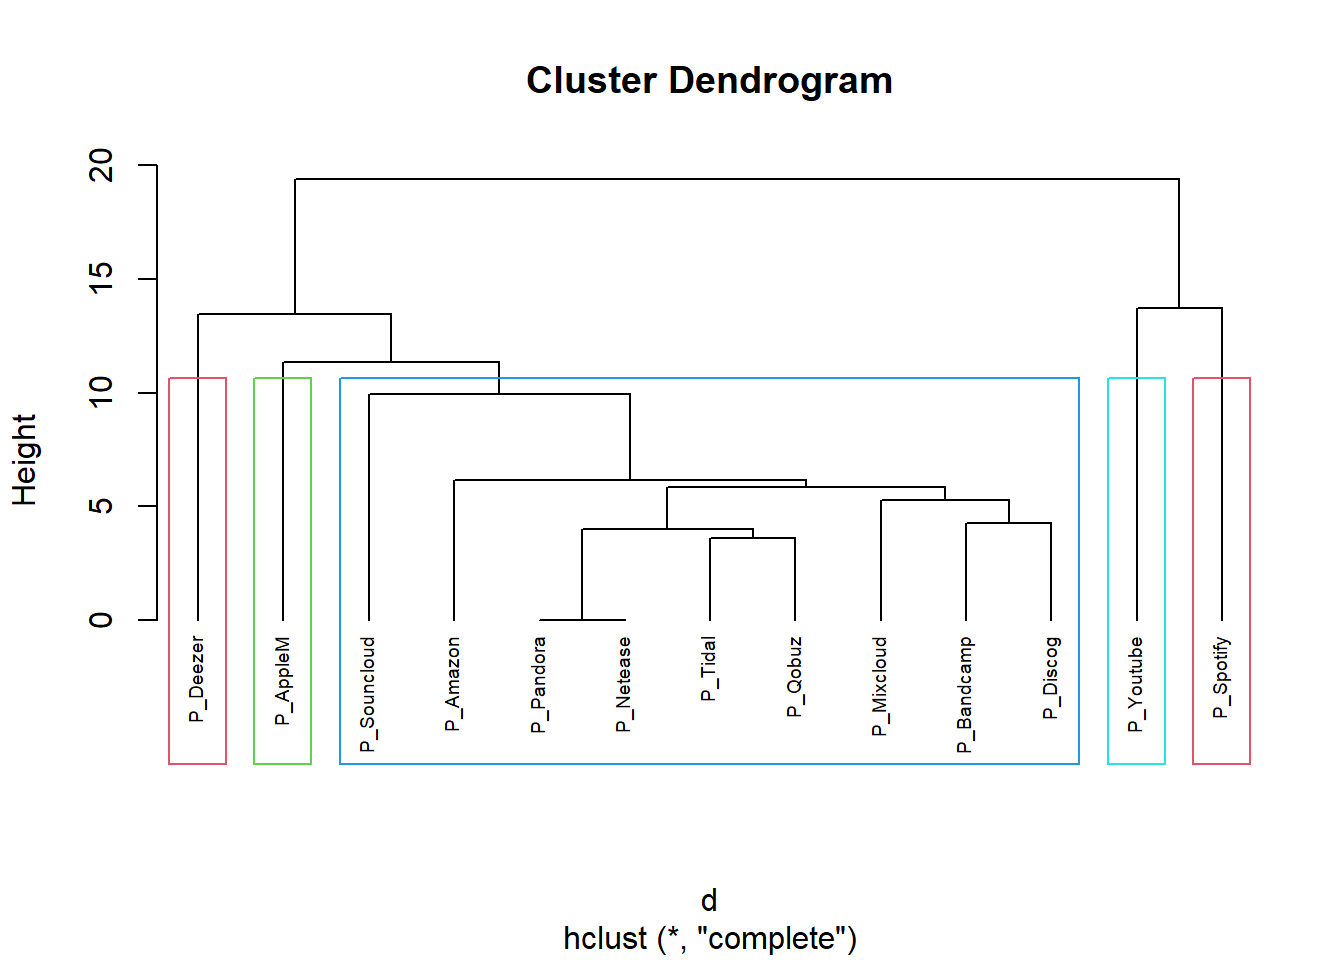 Cluster Dendrogram
Height
20
15
10
5
0
P_Deezer
P_AppleM
P_Souncloud
P_Amazon
P_Pandora
P_Netease
P_Tidal
P_Qobuz
P_Mixcloud
P_Bandcamp
P_Discog
P_Youtube
P_Spotify
d
hclust (*, "complete")